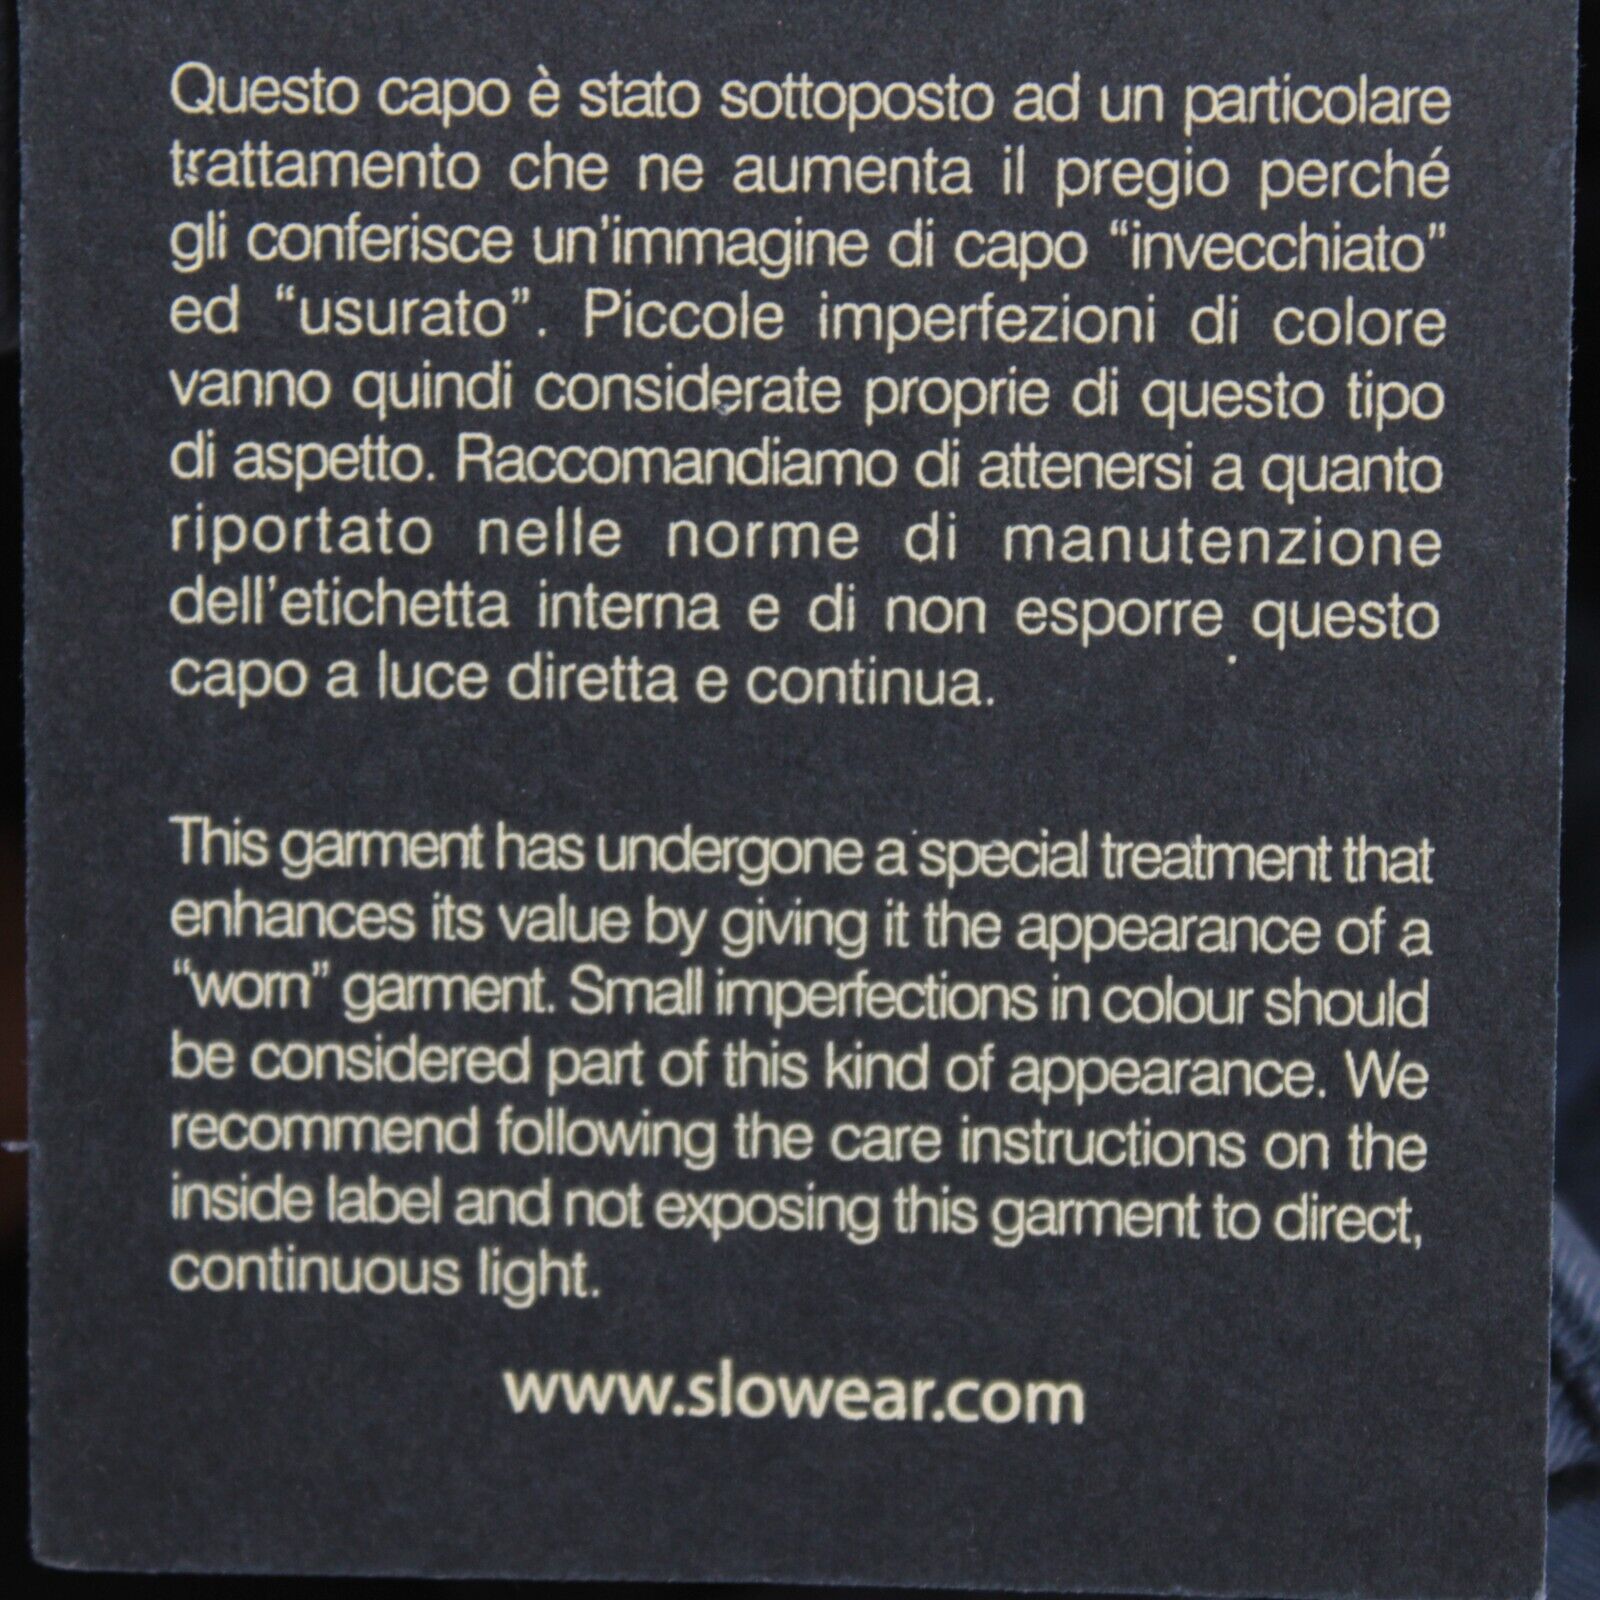 Questo capo è stato sottoposto ad un particolare
trattamento che ne aumenta il pregio perché
gli conferisce un'immagine di capo “invecchiato”
ed “usurato”. Piccole imperfezioni di colore
vanno quindi considerate proprie di questo tipo
di aspetto. Raccomandiamo di attenersi a quanto
riportato nelle norme di manutenzione
dell'etichetta interna e di non esporre questo
capo a luce diretta e continua.
This garment has undergone a special treatment that
enhances its value by giving it the appearance of a
“worn” garment. Small imperfections in colour should
be considered part of this kind of appearance. We
recommend following the care instructions on the
inside label and not exposing this garment to direct,
continuous light.
www.slowear.com